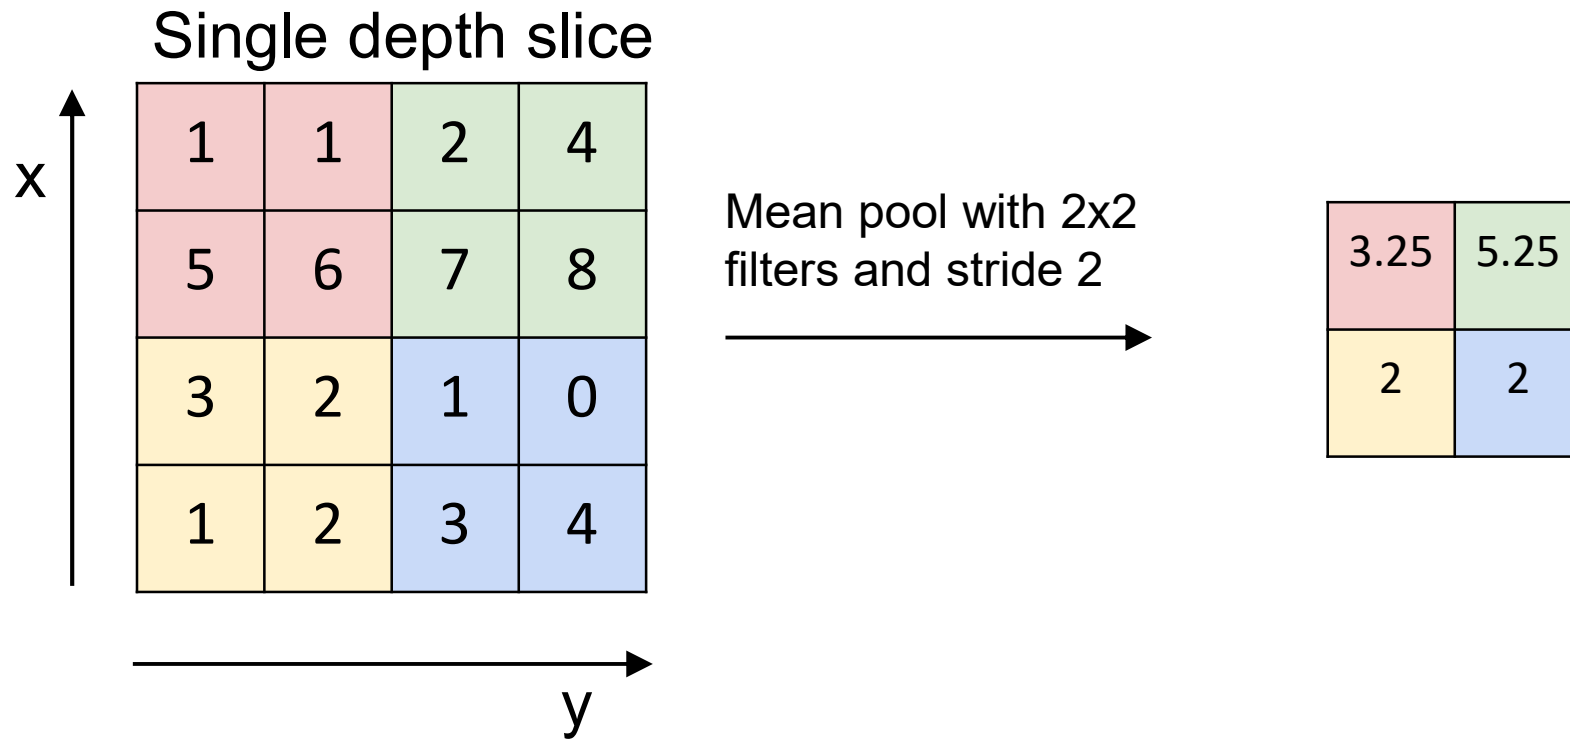 Single depth slice
x
1 1 2 4
5 6 7 8
3 2 1 0
1 2 3 4
y
Mean pool with 2x2
filters and stride 2
3.25 5.25
2 2